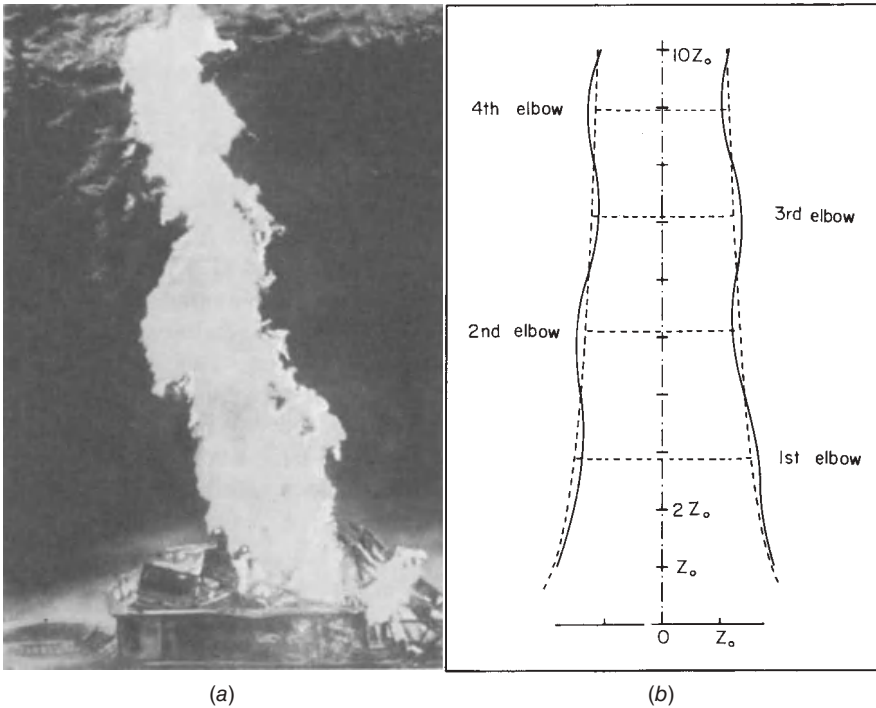 10Z₀
4th elbow
3rd elbow
2nd elbow
1st elbow
2Z₀
Z₀
0 Z₀
(a) (b)